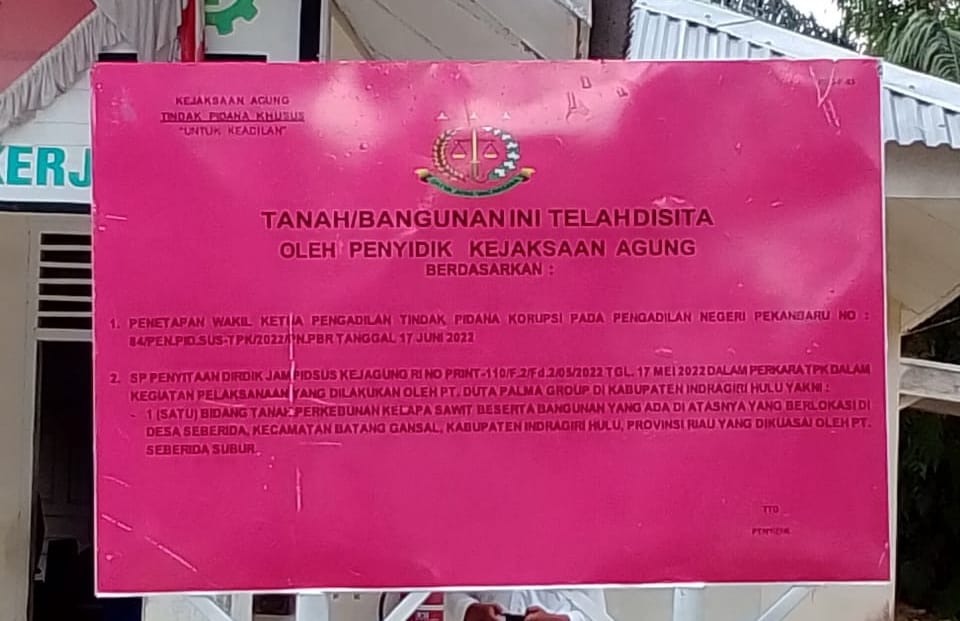 KEJAKSAAN AGUNG
TINDAK PIDANA KHUSUS
"UNTUK KEADILAN"
TANAH/BANGUNAN INI TELAH DISITA
OLEH PENYIDIK KEJAKSAAN AGUNG
BERDASARKAN :
1. PENETAPAN WAKIL KETUA PENGADILAN TINDAK PIDANA KORUPSI PADA PENGADILAN NEGERI PEKANBARU NO :
84/PEN.PID.SUS-TPK/2022/PN.PBR TANGGAL 17 JUNI 2022
2. SP PENYITAAN DIRDIK JAM PIDSUS KEJAGUNG RI NO PRINT-110/F.2/Fd.2/05/2022 TGL. 17 MEI 2022 DALAM PERKARA TPK DALAM
KEGIATAN PELAKSANAAN YANG DILAKUKAN OLEH PT. DUTA PALMA GROUP DI KABUPATEN INDRAGIRI HULU YAKNI :
- 1 (SATU) BIDANG TANAH PERKEBUNAN KELAPA SAWIT BESERTA BANGUNAN YANG ADA DI ATASNYA YANG BERLOKASI DI
DESA SEBERIDA, KECAMATAN BATANG GANSAL, KABUPATEN INDRAGIRI HULU, PROVINSI RIAU YANG DIKUASAI OLEH PT.
SEBERIDA SUBUR.
TTD
PENYIDIK
KERJ